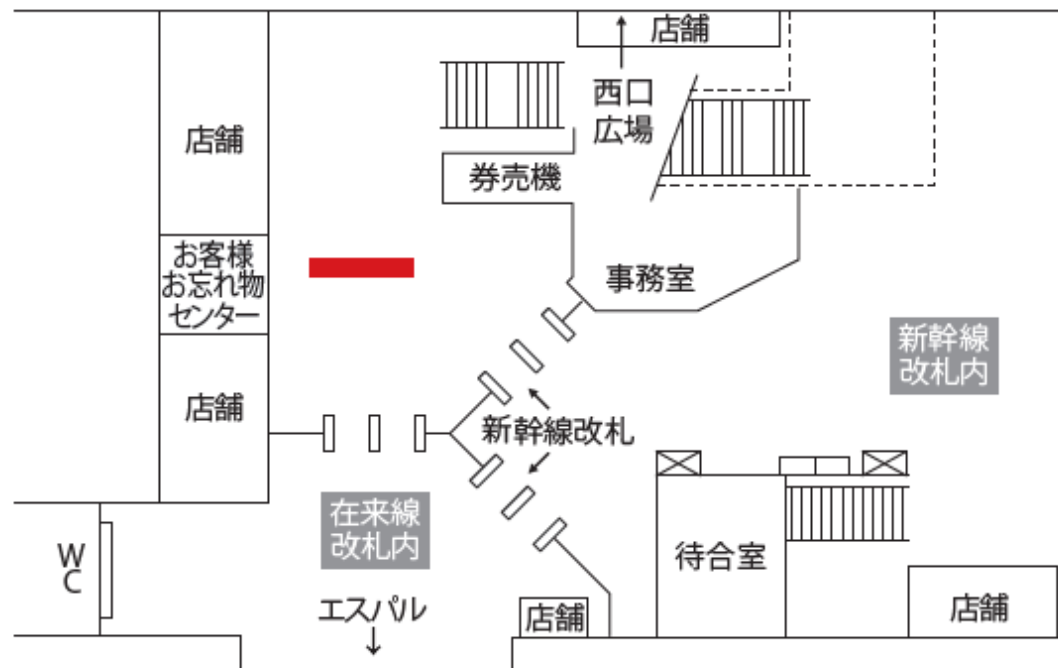 店舗
西口
広場
店舗
券売機
お客様
お忘れ物
センター
事務室
新幹線
改札内
店舗
新幹線改札
在来線
改札内
WC
待合室
エスパル
店舗
店舗